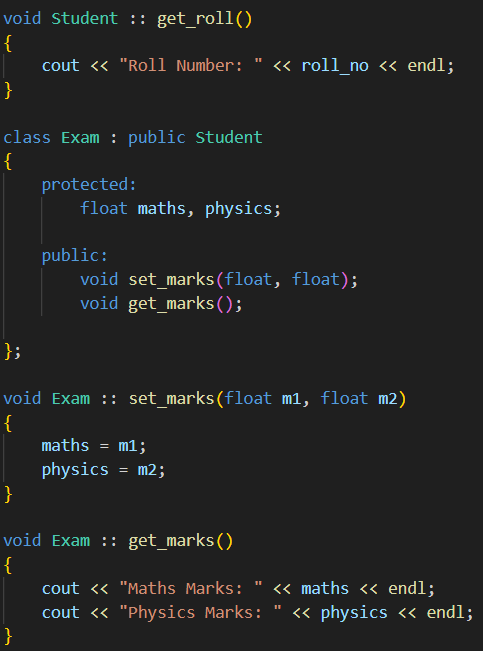 void Student :: get_roll()
{
    cout << "Roll Number: " << roll_no << endl;
}

class Exam : public Student
{
    protected:
        float maths, physics;

    public:
        void set_marks(float, float);
        void get_marks();

};

void Exam :: set_marks(float m1, float m2)
{
    maths = m1;
    physics = m2;
}

void Exam :: get_marks()
{
    cout << "Maths Marks: " << maths << endl;
    cout << "Physics Marks: " << physics << endl;
}